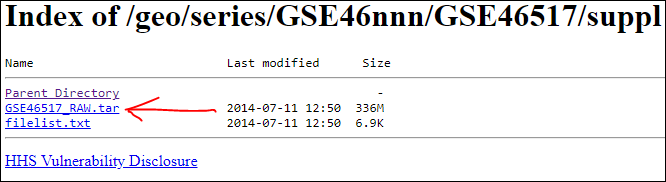 Index of /geo/series/GSE46nnn/GSE46517/suppl
Name Last modified Size
Parent Directory -
GSE46517_RAW.tar 2014-07-11 12:50 336M
filelist.txt 2014-07-11 12:50 6.9K
HHS Vulnerability Disclosure